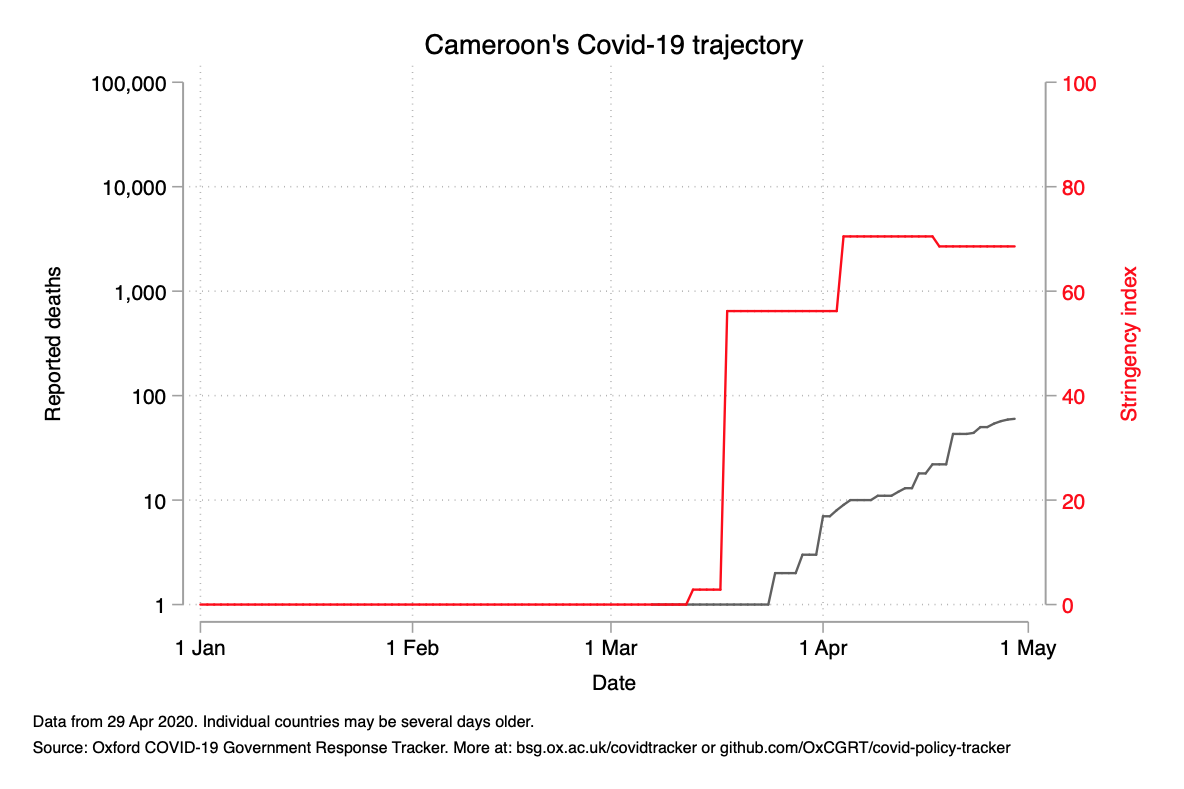 Cameroon's Covid-19 trajectory
100,000
10,000
1,000
100
10
1
Reported deaths
100
80
60
40
20
0
Stringency index
1 Jan
1 Feb
1 Mar
1 Apr
1 May
Date
Data from 29 Apr 2020. Individual countries may be several days older.
Source: Oxford COVID-19 Government Response Tracker. More at: bsg.ox.ac.uk/covidtracker or github.com/OxCGRT/covid-policy-tracker